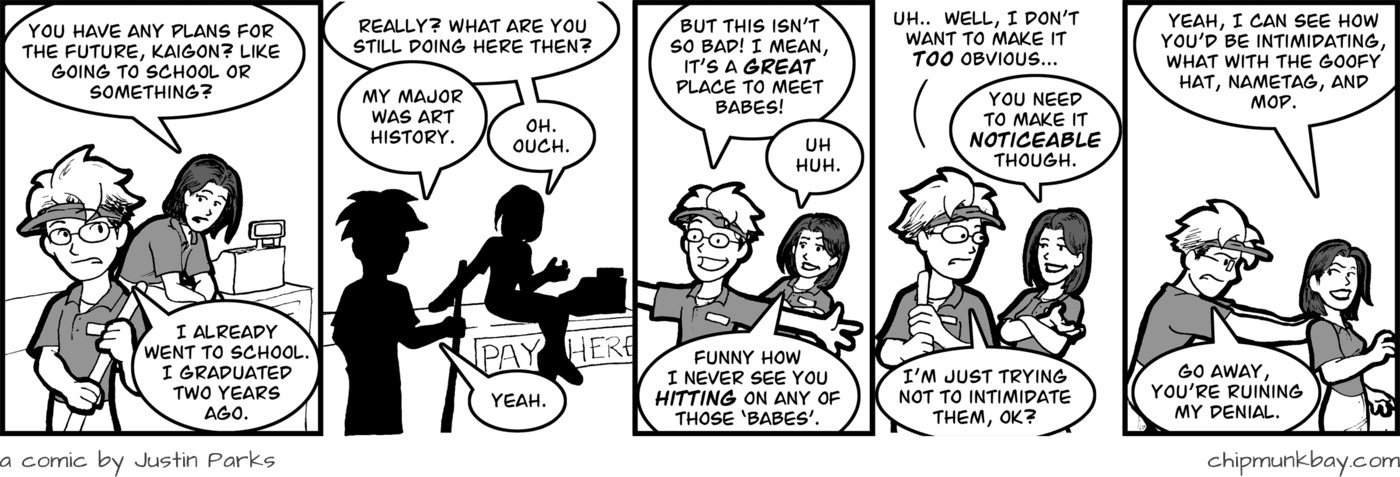 YOU HAVE ANY PLANS FOR
THE FUTURE, KAIGON? LIKE
GOING TO SCHOOL OR
SOMETHING?
I ALREADY
WENT TO SCHOOL.
I GRADUATED
TWO YEARS
AGO.
REALLY? WHAT ARE YOU
STILL DOING HERE THEN?
MY MAJOR
WAS ART
HISTORY.
OH.
OUCH.
YEAH.
PAY HERE
BUT THIS ISN'T
SO BAD! I MEAN,
IT'S A GREAT
PLACE TO MEET
BABES!
UH
HUH.
FUNNY HOW
I NEVER SEE YOU
HITTING ON ANY OF
THOSE 'BABES'.
UH.. WELL, I DON'T
WANT TO MAKE IT
TOO OBVIOUS...
YOU NEED
TO MAKE IT
NOTICEABLE
THOUGH.
I'M JUST TRYING
NOT TO INTIMIDATE
THEM, OK?
YEAH, I CAN SEE HOW
YOU'D BE INTIMIDATING,
WHAT WITH THE GOOFY
HAT, NAMETAG, AND
MOP.
GO AWAY,
YOU'RE RUINING
MY DENIAL.
a comic by Justin Parks
chipmunkbay.com